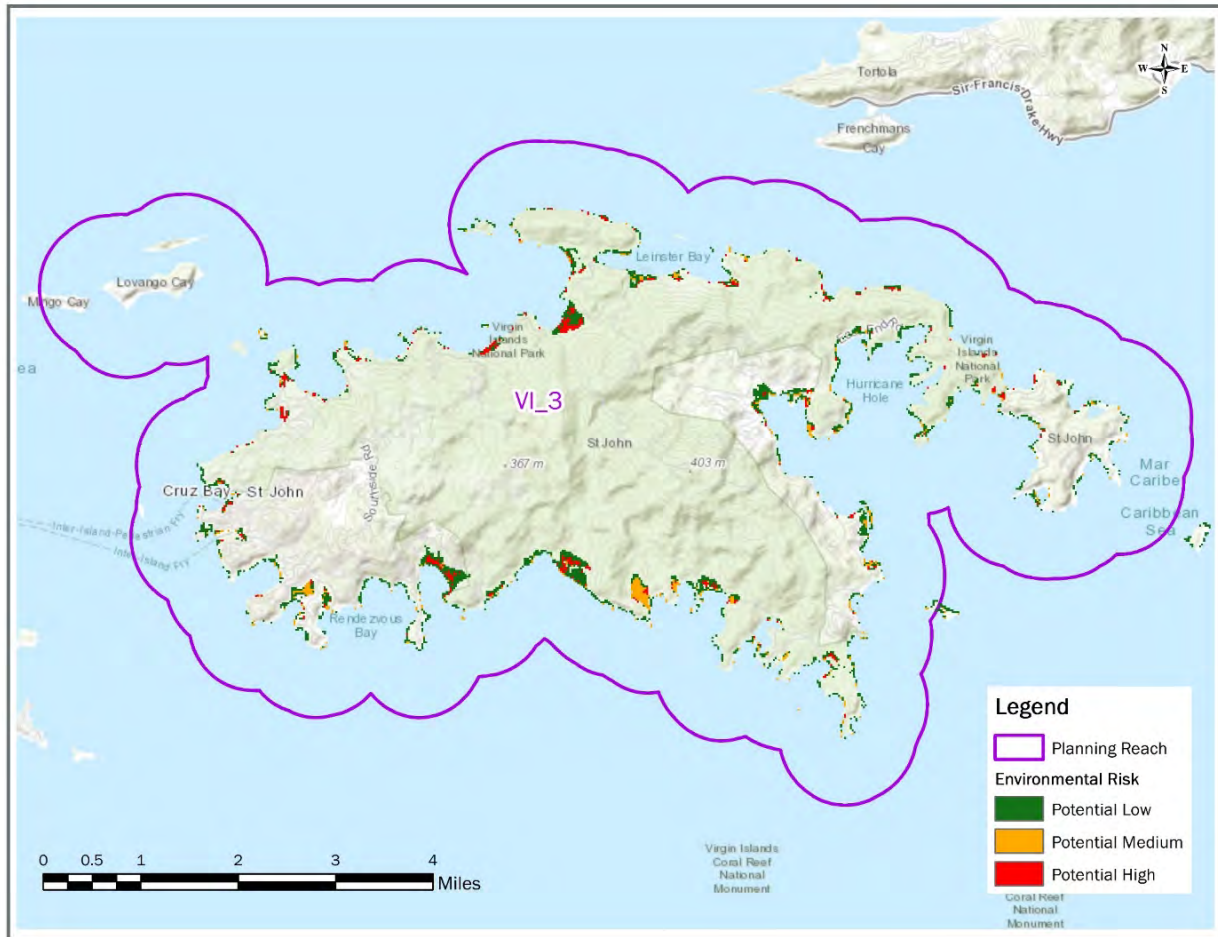 Tortola
N
W E
S
Sir-Francis-Drake-Hwy
Frenchmans
Cay
Leinster Bay
Lovango Cay
Mingo Cay
Virgin
Islands
National Park
Virgin
Islands
National
Park
ea
Hurricane
Hole
VI_3
St John
St John
367 m
403 m
Southside Rd
Mar
Caribe
Cruz Bay - St John
Caribbean
Sea
Inter-Island-Pedestrian Fry
Inter-Island Fry
Rendezvous
Bay
Legend
Planning Reach
Environmental Risk
Potential Low
Potential Medium
Potential High
0 0.5 1 2 3 4
Miles
Virgin Islands
Coral Reef
National
Monument
Coral Reef
National
Monument